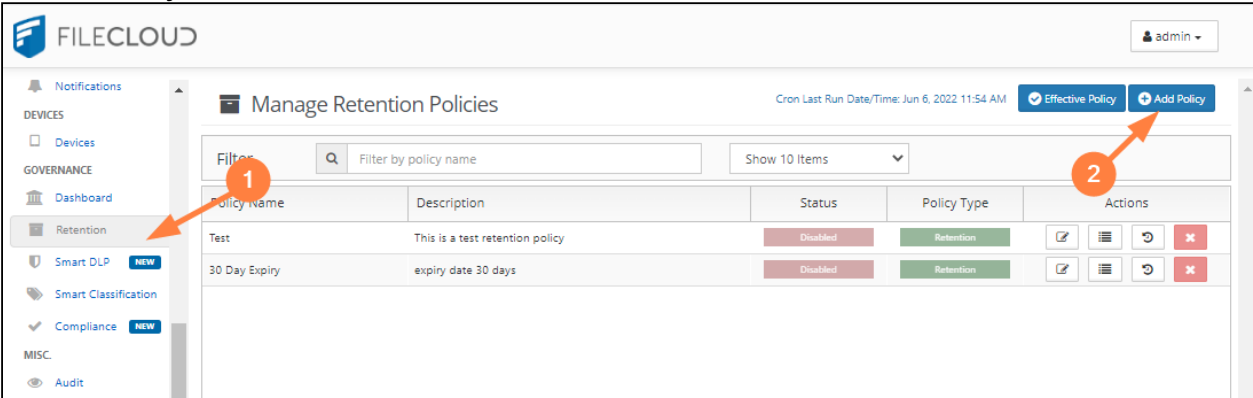 FILECLOUD
admin
Notifications
DEVICES
Devices
GOVERNANCE
Dashboard
Retention
Smart DLP NEW
Smart Classification
Compliance NEW
MISC.
Audit
Manage Retention Policies
Cron Last Run Date/Time: Jun 6, 2022 11:54 AM
Effective Policy
Add Policy
Filter
Filter by policy name
Show 10 Items
1
2
Policy Name Description Status Policy Type Actions
Test This is a test retention policy Disabled Retention
30 Day Expiry expiry date 30 days Disabled Retention